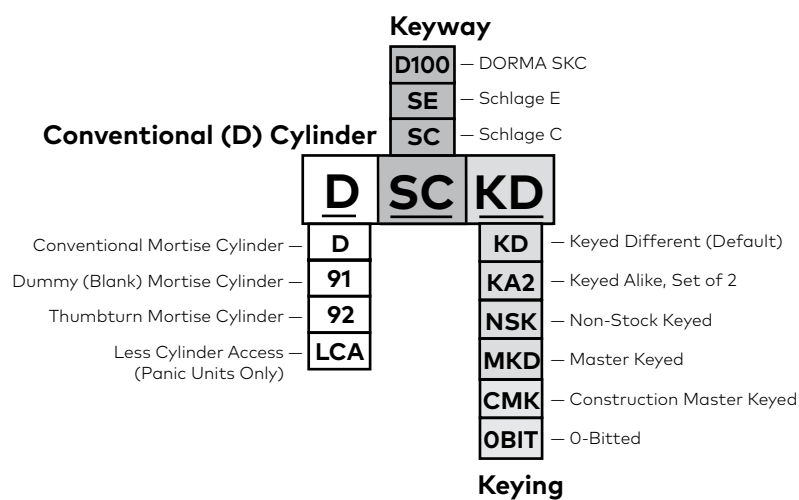 Keyway
D100 — DORMA SKC
SE — Schlage E
SC — Schlage C
Conventional (D) Cylinder
D SC KD
Conventional Mortise Cylinder — D
Dummy (Blank) Mortise Cylinder — 91
Thumbturn Mortise Cylinder — 92
Less Cylinder Access — LCA
(Panic Units Only)
KD — Keyed Different (Default)
KA2 — Keyed Alike, Set of 2
NSK — Non-Stock Keyed
MKD — Master Keyed
CMK — Construction Master Keyed
0BIT — 0-Bitted
Keying